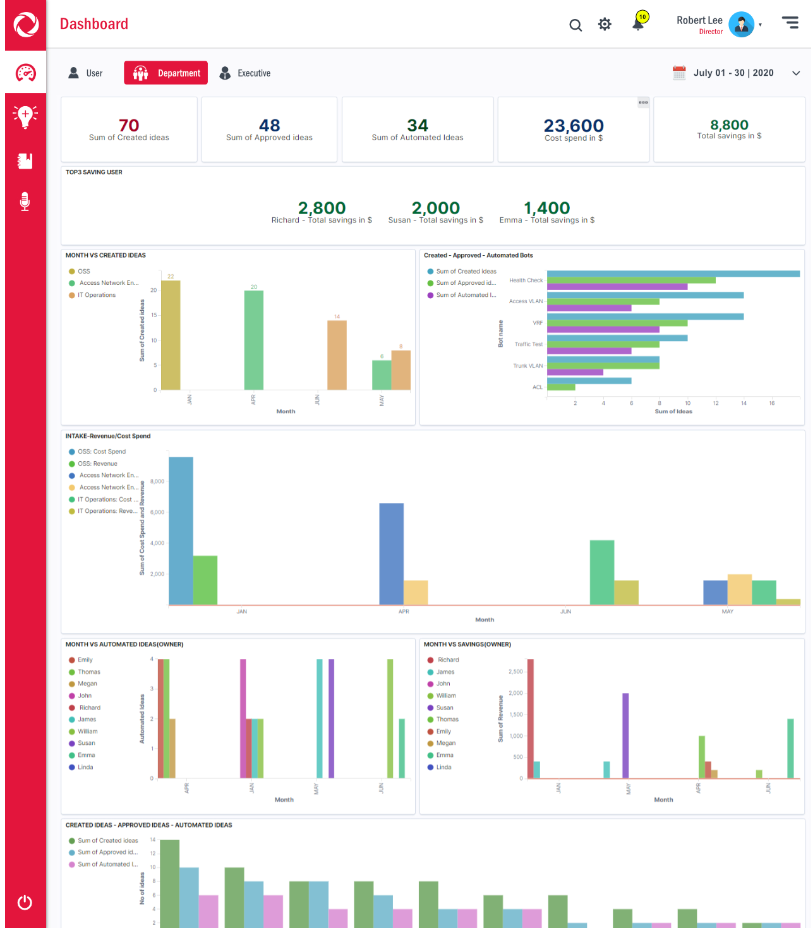 Dashboard
10
Robert Lee
Director
User
Department
Executive
July 01 - 30 | 2020
70
Sum of Created ideas
48
Sum of Approved ideas
34
Sum of Automated Ideas
23,600
Cost spend in $
8,800
Total savings in $
TOP3 SAVING USER
2,800
Richard - Total savings in $
2,000
Susan - Total savings in $
1,400
Emma - Total savings in $
MONTH VS CREATED IDEAS
OSS
Access Network En...
IT Operations
Sum of Created ideas
20
15
10
5
0
22
20
14
6
8
JAN
APR
JUN
MAY
Month
Created - Approved - Automated Bots
Sum of Created ideas
Sum of Approved id...
Sum of Automated I...
Bot name
Health Check
Access VLAN
VRF
Traffic Test
Trunk VLAN
ACL
2
4
6
8
10
12
14
16
Sum of Ideas
INTAKE-Revenue/Cost Spend
OSS: Cost Spend
OSS: Revenue
Access Network En...
Access Network En...
IT Operations: Cost ...
IT Operations: Reve...
Sum of Cost Spend and Revenue
8,000
6,000
4,000
2,000
JAN
APR
JUN
MAY
Month
MONTH VS AUTOMATED IDEAS(OWNER)
Emily
Thomas
Megan
John
Richard
James
William
Susan
Emma
Linda
Automated Ideas
4
3
2
1
0
APR
JAN
MAY
JUN
Month
MONTH VS SAVINGS(OWNER)
Richard
James
John
William
Susan
Thomas
Emily
Megan
Emma
Linda
Sum of Revenue
2,500
2,000
1,500
1,000
500
0
JAN
MAY
APR
JUN
Month
CREATED IDEAS - APPROVED IDEAS - AUTOMATED IDEAS
Sum of Created ideas
Sum of Approved id...
Sum of Automated I...
No of ideas
14
12
10
8
6
4
2